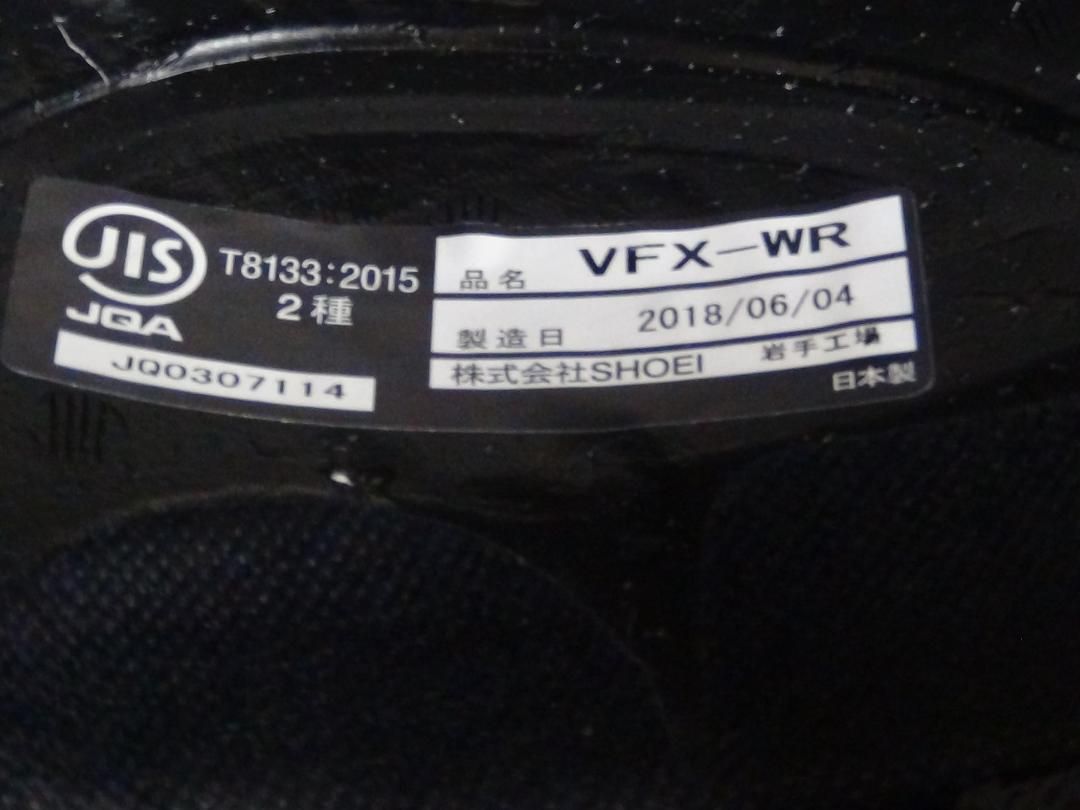 JIS
JQA
T8133:2015
2種
JQ0307114
品名 VFX-WR
製造日 2018/06/04
株式会社SHOEI 岩手工場
日本製